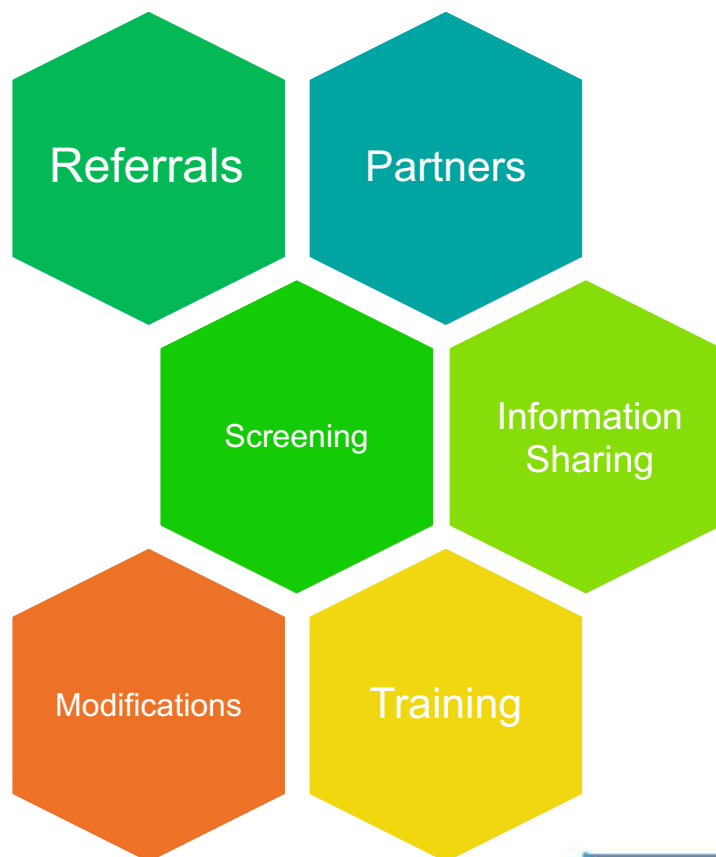 Referrals
Partners
Screening
Information
Sharing
Modifications
Training